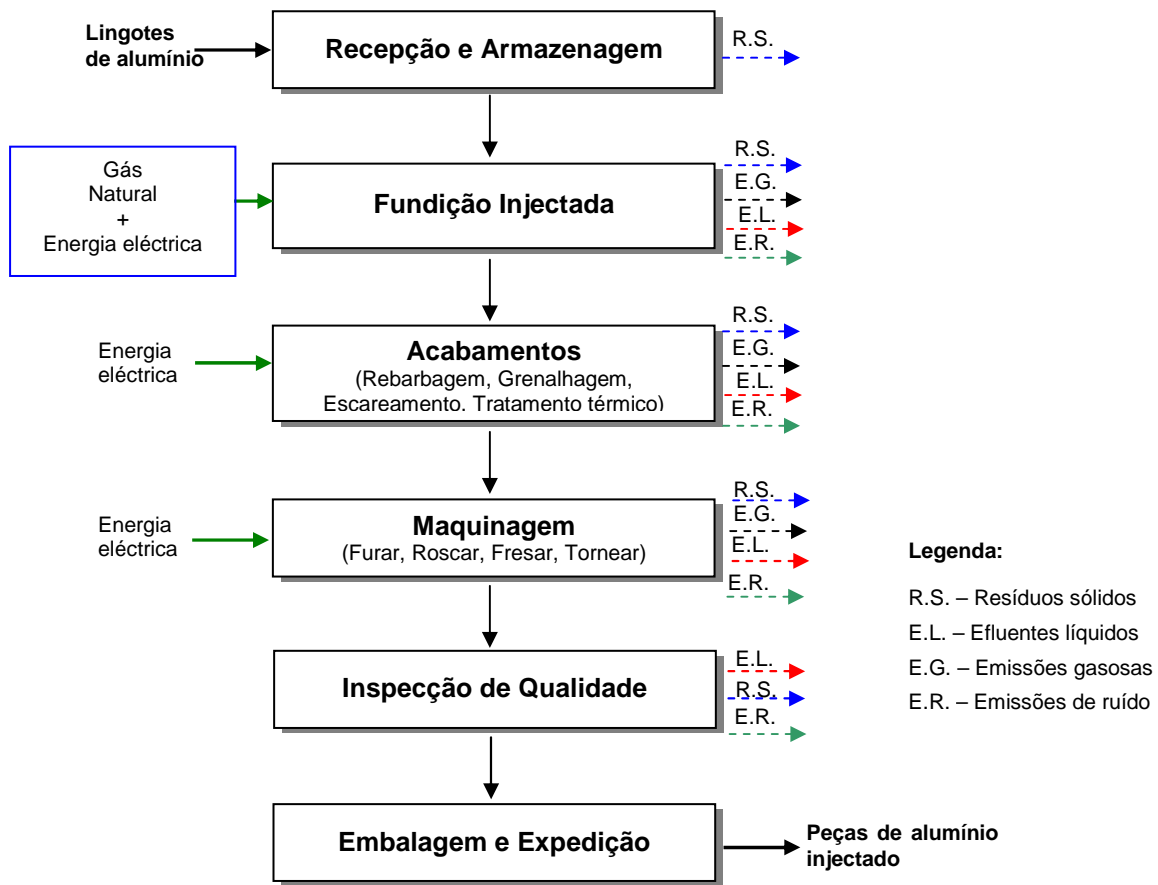 Lingotes
de alumínio
Recepção e Armazenagem
R.S.
Gás
Natural
+
Energia eléctrica
Fundição Injectada
R.S.
E.G.
E.L.
E.R.
Energia
eléctrica
Acabamentos
(Rebarbagem, Grenalhagem,
Escareamento. Tratamento térmico)
R.S.
E.G.
E.L.
E.R.
Energia
eléctrica
Maquinagem
(Furar, Roscar, Fresar, Tornear)
R.S.
E.G.
E.L.
E.R.
Inspecção de Qualidade
E.L.
R.S.
E.R.
Embalagem e Expedição
Peças de alumínio
injectado
Legenda:
R.S. – Resíduos sólidos
E.L. – Efluentes líquidos
E.G. – Emissões gasosas
E.R. – Emissões de ruído